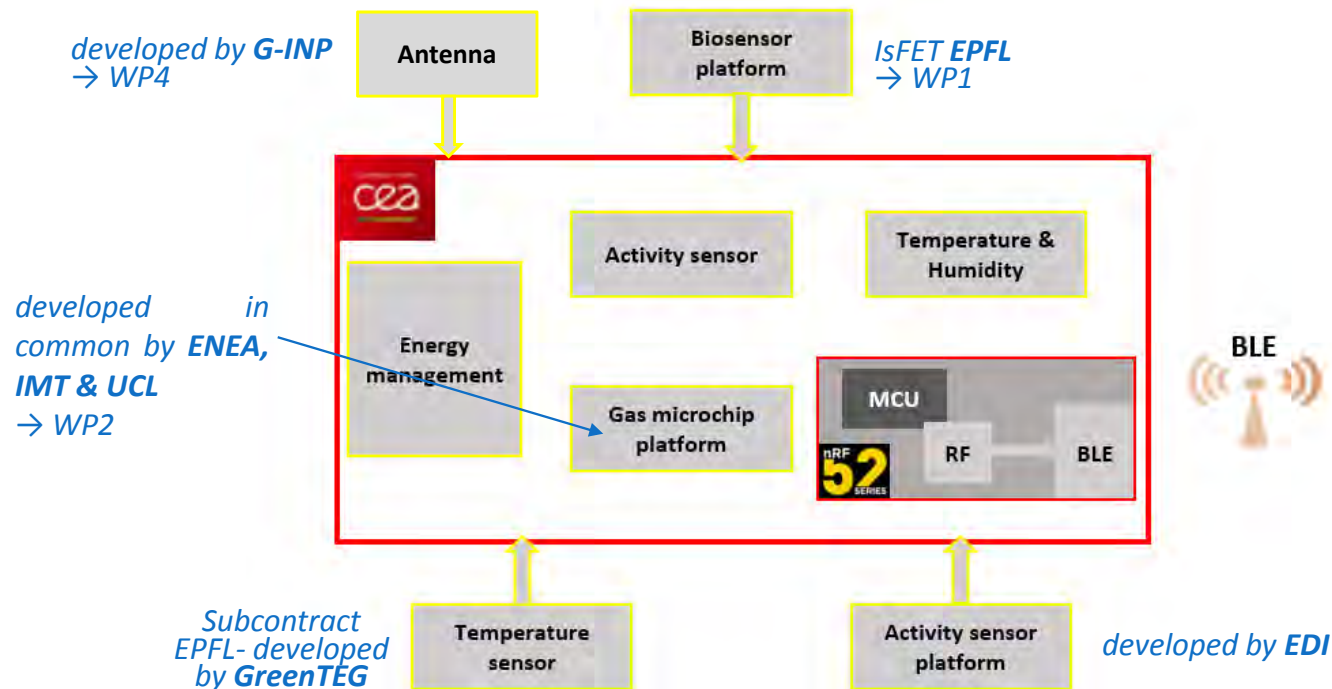 developed by G-INP
→ WP4
Antenna
Biosensor
platform
IsFET EPFL
→ WP1
cea
Activity sensor
Temperature &
Humidity
developed in
common by ENEA,
IMT & UCL
→ WP2
Energy
management
Gas microchip
platform
MCU
RF
BLE
nRF
52
SERIES
BLE
Subcontract
EPFL- developed
by GreenTEG
Temperature
sensor
Activity sensor
platform
developed by EDI